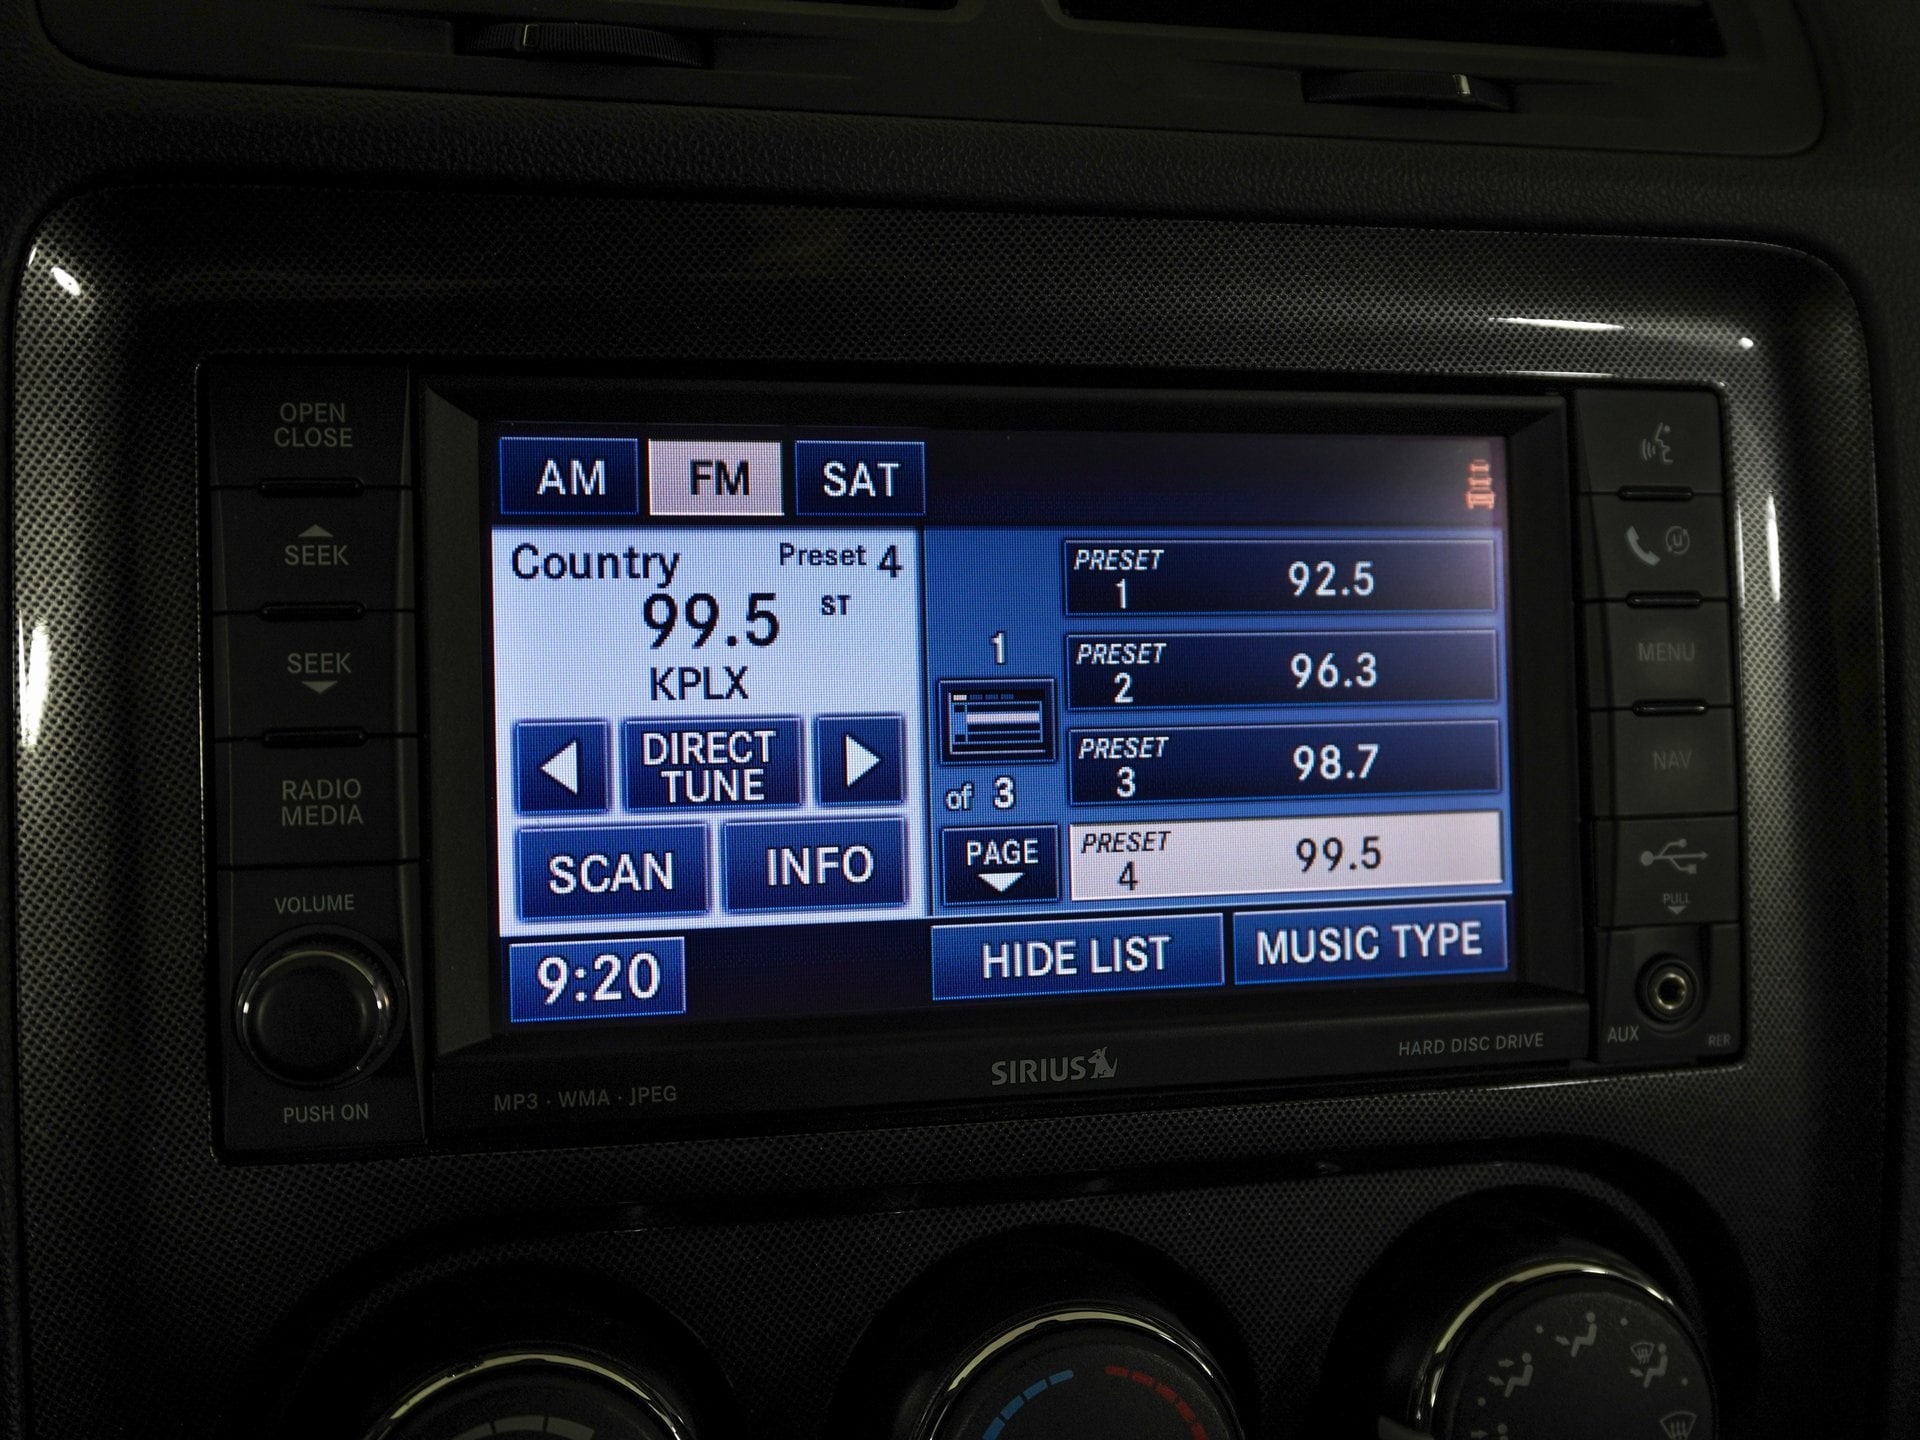 OPEN
CLOSE
SEEK
SEEK
RADIO
MEDIA
VOLUME
PUSH ON
AM FM SAT
Country Preset 4
99.5 ST
KPLX
DIRECT
TUNE
SCAN INFO
9:20
1
of 3
PAGE
PRESET
1 92.5
PRESET
2 96.3
PRESET
3 98.7
PRESET
4 99.5
HIDE LIST MUSIC TYPE
MENU
NAV
PULL
AUX RER
MP3 · WMA · JPEG
SIRIUS
HARD DISC DRIVE